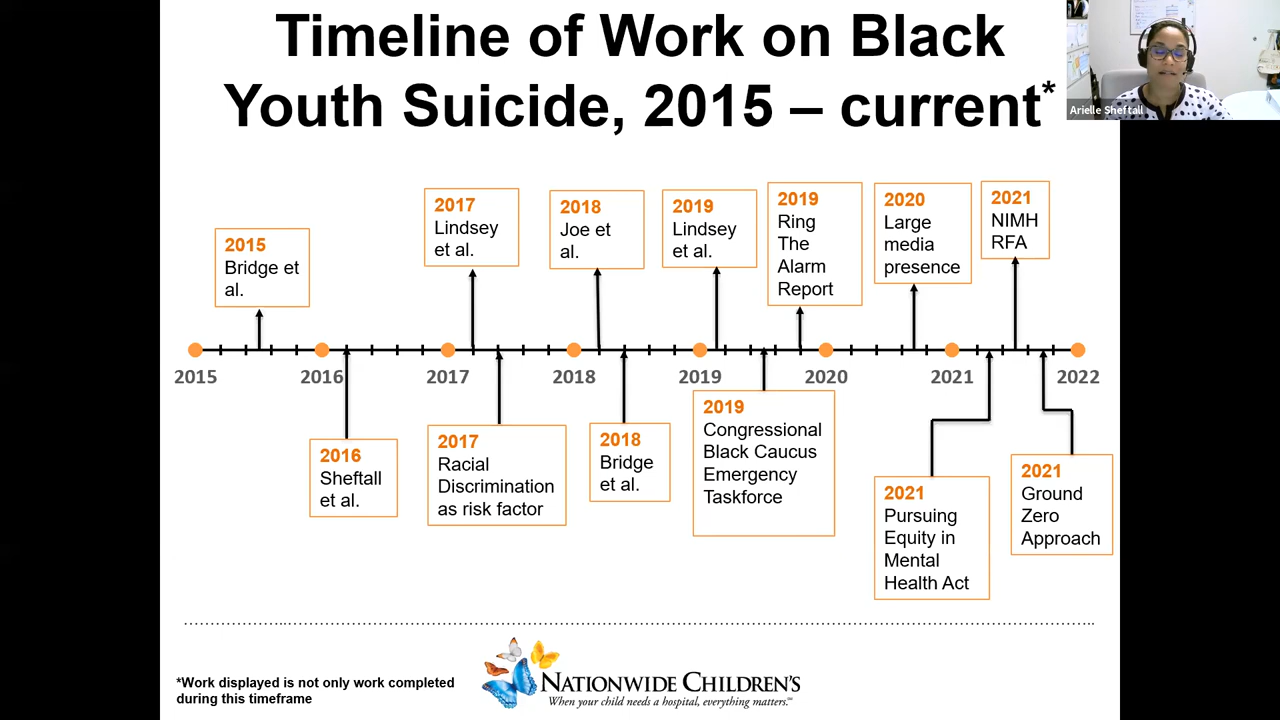 Timeline of Work on Black
Youth Suicide, 2015 – current*
Arielle Sheftall
2015
Bridge et
al.
2017
Lindsey
et al.
2018
Joe et
al.
2019
Lindsey
et al.
2019
Ring
The
Alarm
Report
2020
Large
media
presence
2021
NIMH
RFA
2015
2016
2017
2018
2019
2020
2021
2022
2016
Sheftall
et al.
2017
Racial
Discrimination
as risk factor
2018
Bridge
et al.
2019
Congressional
Black Caucus
Emergency
Taskforce
2021
Pursuing
Equity in
Mental
Health Act
2021
Ground
Zero
Approach
*Work displayed is not only work completed
during this timeframe
NATIONWIDE CHILDREN'S
When your child needs a hospital, everything matters.℠